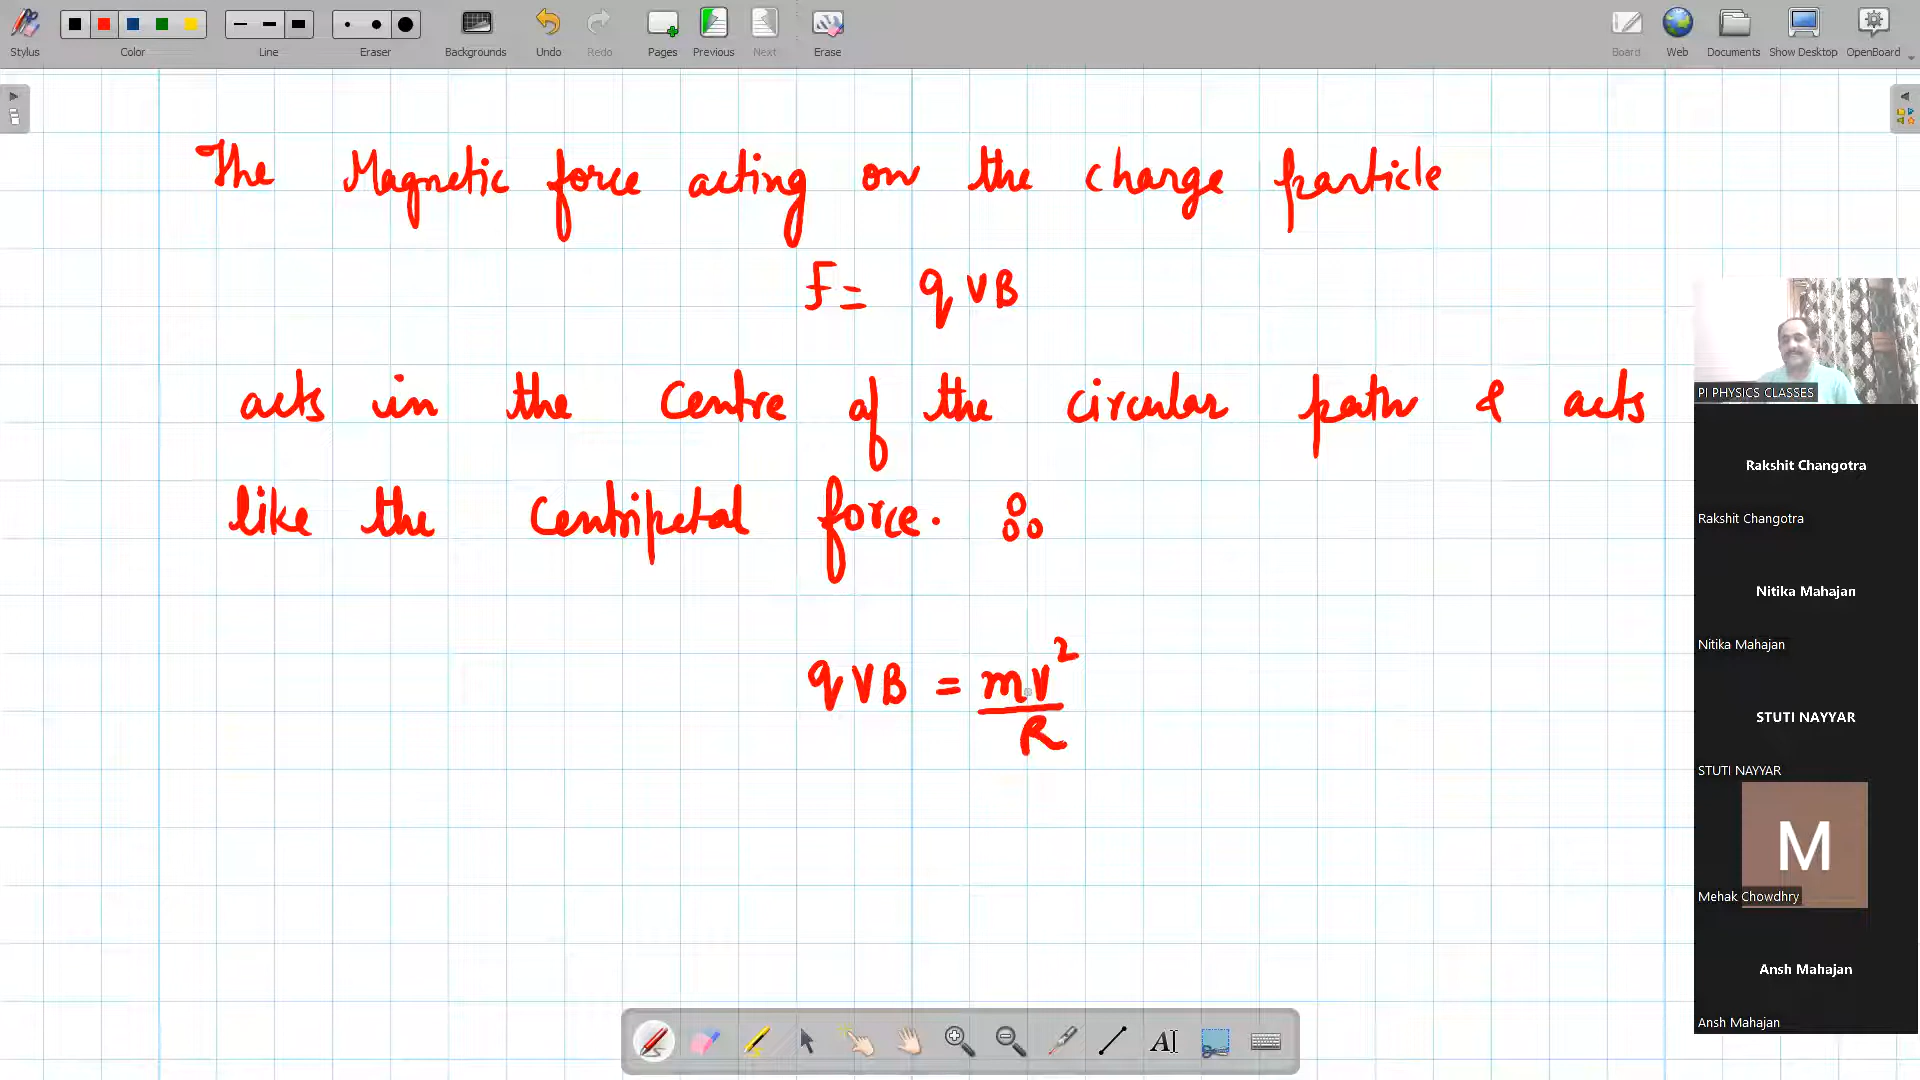 Stylus
Color
Line
Eraser
Backgrounds
Undo
Redo
Pages
Previous
Next
Erase
Board
Web
Documents
Show Desktop
OpenBoard
The Magnetic force acting on the charge particle
F = qVB
acts in the Centre of the circular path & acts
like the Centripetal force. ∴
qVB = mv²/R
PI PHYSICS CLASSES
Rakshit Changotra
Rakshit Changotra
Nitika Mahajan
Nitika Mahajan
STUTI NAYYAR
STUTI NAYYAR
M
Mehak Chowdhry
Ansh Mahajan
Ansh Mahajan
AI